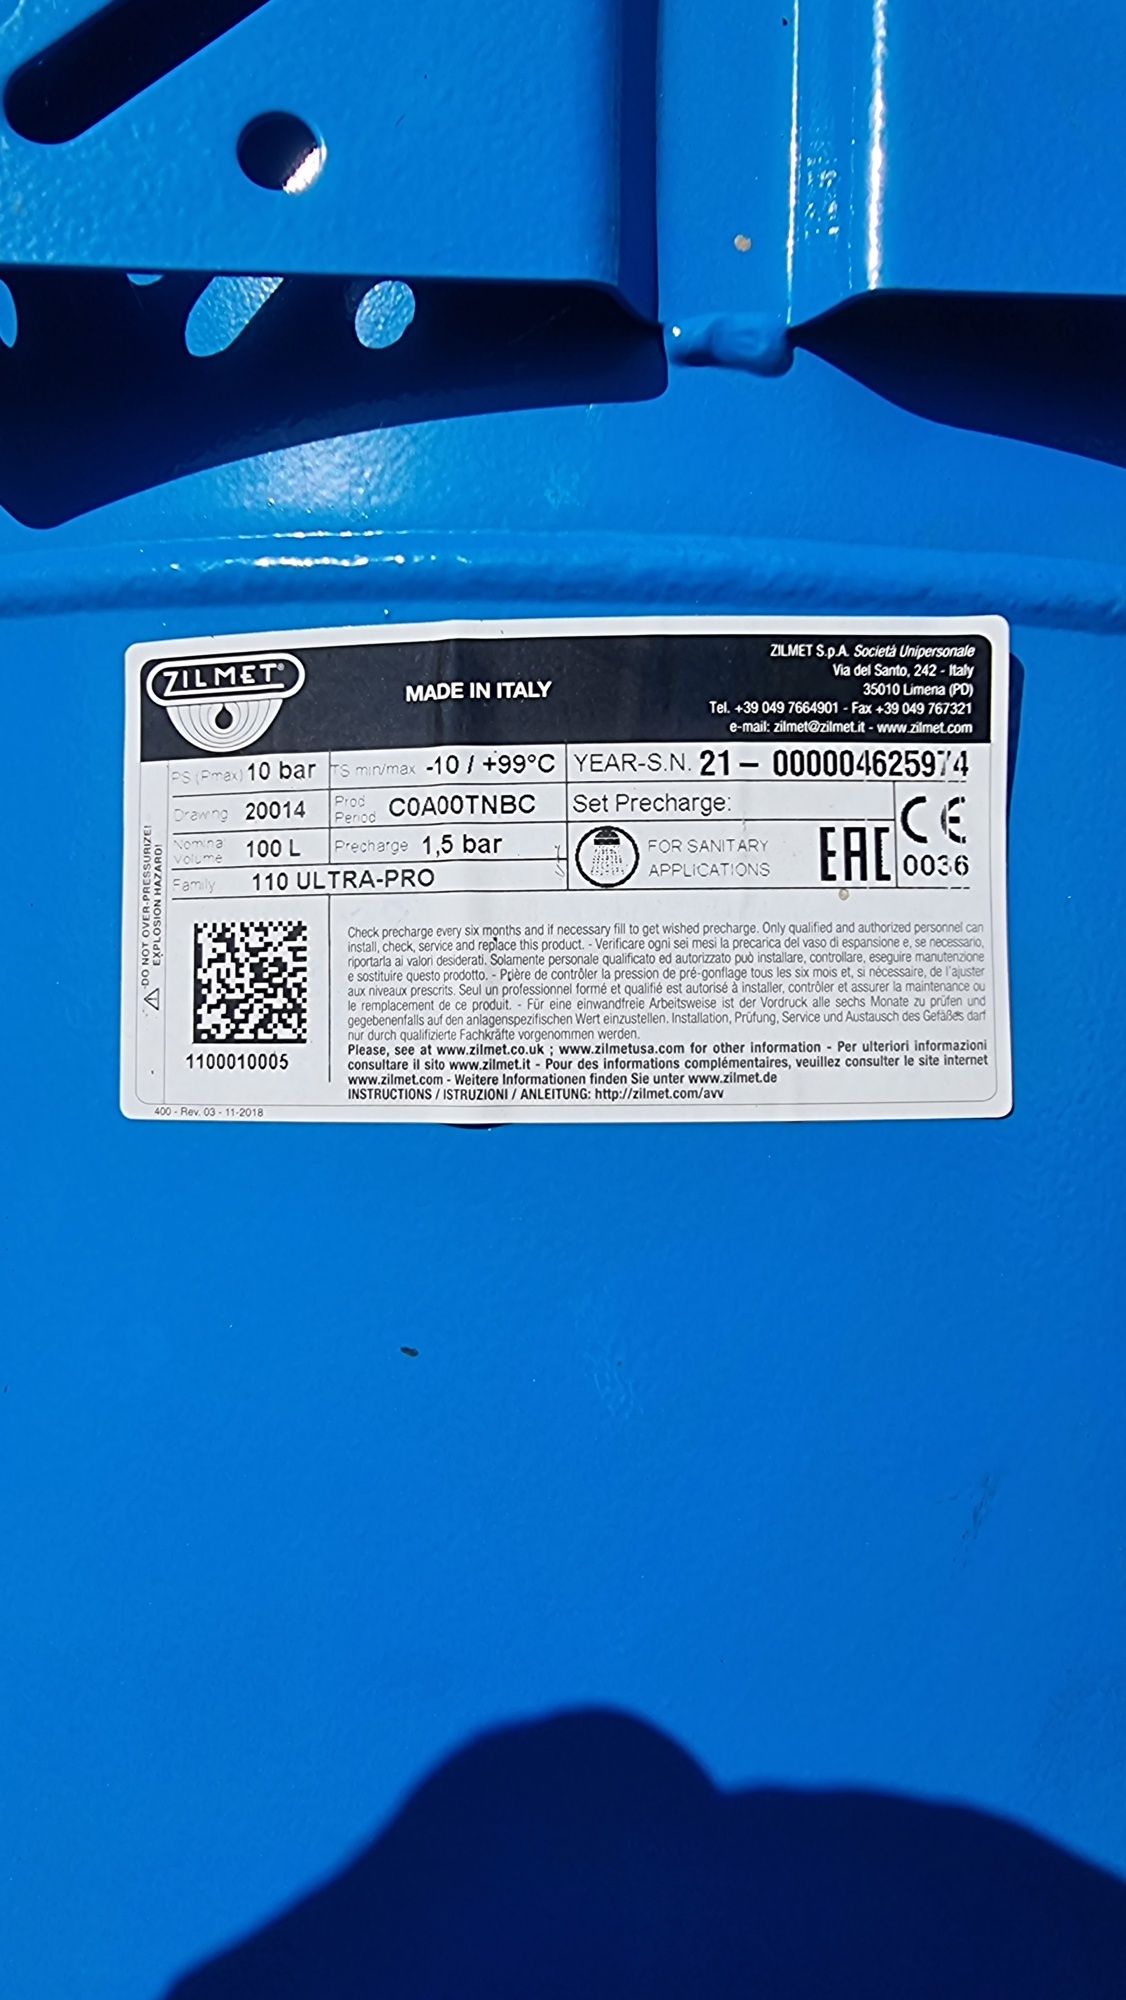 ZILMET®
MADE IN ITALY
ZILMET S.p.A. Società Unipersonale
Via del Santo, 242 - Italy
35010 Limena (PD)
Tel. +39 049 7664901 - Fax +39 049 767321
e-mail: zilmet@zilmet.it - www.zilmet.com
PS (Pmax) 10 bar TS min/max -10 / +99°C YEAR-S.N. 21 – 000004625974
Drawing 20014 Prod Period C0A00TNBC Set Precharge:
Nominal Volume 100 L Precharge 1,5 bar
Family 110 ULTRA-PRO
FOR SANITARY
APPLICATIONS
EAC
CE
0036
DO NOT OVER-PRESSURIZE!
EXPLOSION HAZARD!
1100010005
Check precharge every six months and if necessary fill to get wished precharge. Only qualified and authorized personnel can
install, check, service and replace this product. - Verificare ogni sei mesi la precarica del vaso di espansione e, se necessario,
riportarla ai valori desiderati. Solamente personale qualificato ed autorizzato può installare, controllare, eseguire manutenzione
e sostituire questo prodotto. - Prière de contrôler la pression de pré-gonflage tous les six mois et, si nécessaire, de l'ajuster
aux niveaux prescrits. Seul un professionnel formé et qualifié est autorisé à installer, contrôler et assurer la maintenance ou
le remplacement de ce produit. - Für eine einwandfreie Arbeitsweise ist der Vordruck alle sechs Monate zu prüfen und
gegebenenfalls auf den anlagenspezifischen Wert einzustellen. Installation, Prüfung, Service und Austausch des Gefäßes darf
nur durch qualifizierte Fachkräfte vorgenommen werden.
Please, see at www.zilmet.co.uk ; www.zilmetusa.com for other information - Per ulteriori informazioni
consultare il sito www.zilmet.it - Pour des informations complémentaires, veuillez consulter le site internet
www.zilmet.com - Weitere Informationen finden Sie unter www.zilmet.de
INSTRUCTIONS / ISTRUZIONI / ANLEITUNG: http://zilmet.com/avv
400 - Rev. 03 - 11-2018